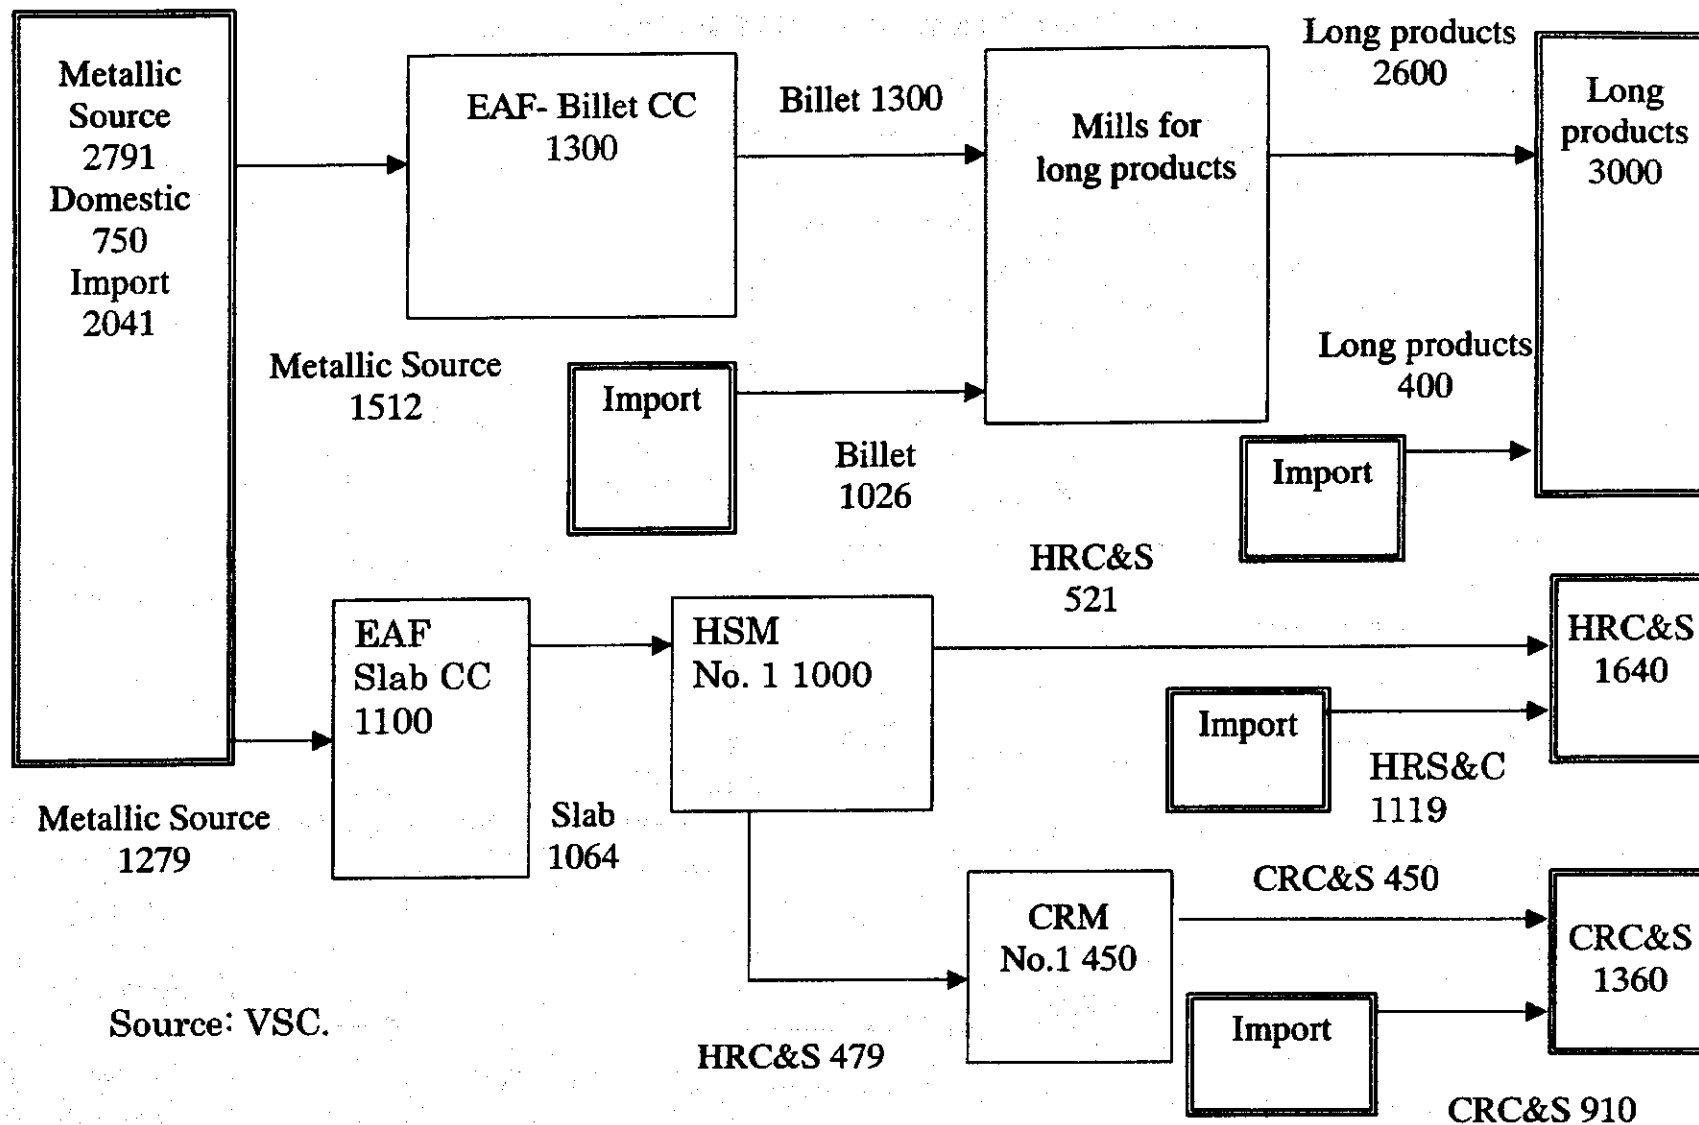 Metallic
Source
2791
Domestic
750
Import
2041
EAF- Billet CC
1300
Billet 1300
Mills for
long products
Long products
2600
Long
products
3000
Metallic Source
1512
Import
Billet
1026
Long products
400
Import
EAF
Slab CC
1100
HSM
No. 1 1000
HRC&S
521
HRC&S
1640
Import
HRS&C
1119
Metallic Source
1279
Slab
1064
CRM
No.1 450
CRC&S 450
CRC&S
1360
Import
HRC&S 479
CRC&S 910
Source: VSC.